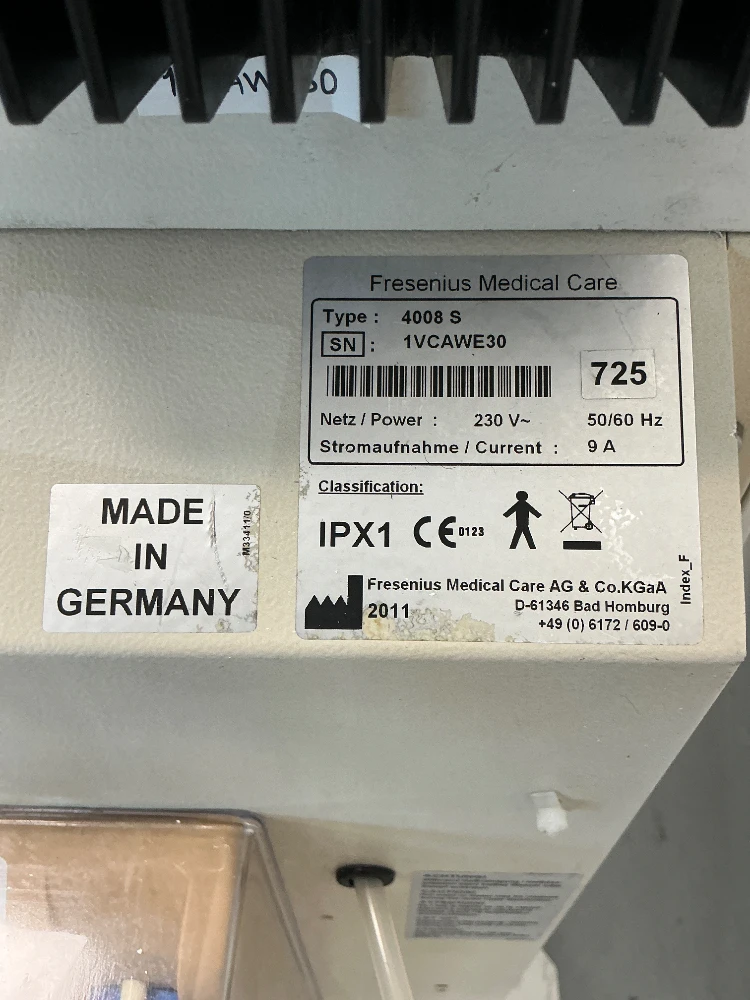 Fresenius Medical Care
Type : 4008 S
SN : 1VCAWE30
725
Netz / Power : 230 V~ 50/60 Hz
Stromaufnahme / Current : 9 A
Classification:
IPX1 CE 0123
Fresenius Medical Care AG & Co.KGaA
2011 D-61346 Bad Homburg
+49 (0) 6172 / 609-0
Index_F
MADE
IN
GERMANY
M33411/0